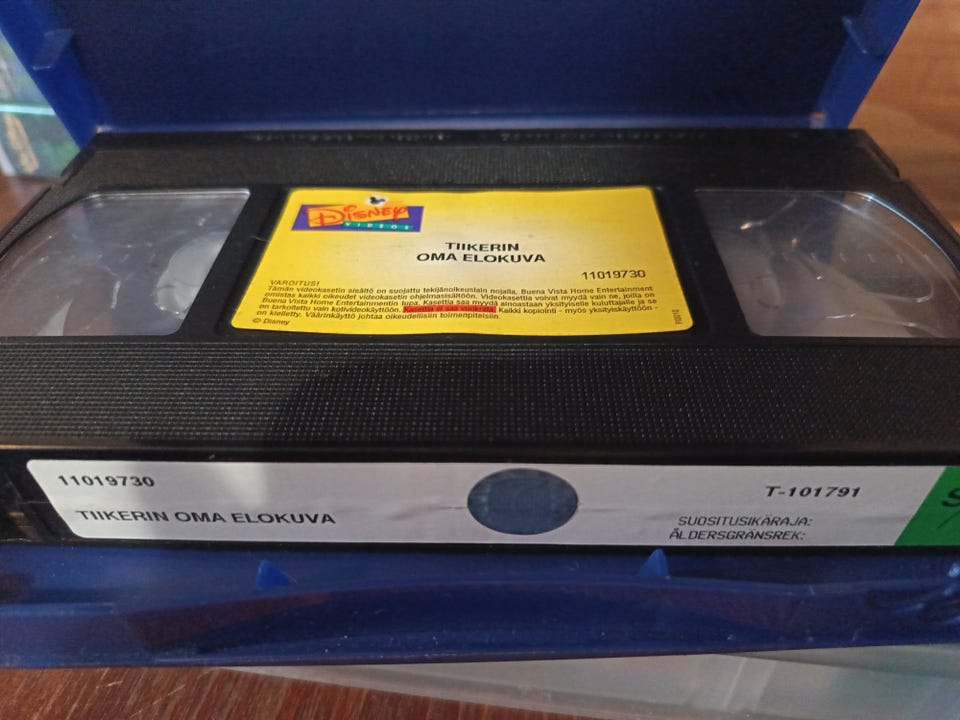 DISNEY
VIDEOS
TIIKERIN
OMA ELOKUVA
11019730
VAROITUS!
Tämän videokasetin sisältö on suojattu tekijänoikeuslain nojalla. Buena Vista Home Entertainment
omistaa kaikki oikeudet videokasetin ohjelmasisältöön. Videokasettia voivat myydä vain ne, joilla on
Buena Vista Home Entertainmentin lupa. Kasettia saa myydä ainoastaan yksityiselle kuluttajalle ja se
on tarkoitettu vain kotivideokäyttöön. Kasettia ei saa vuokrata. Kaikki kopiointi - myös yksityiskäyttöön -
on kielletty. Väärinkäyttö johtaa oikeudellisiin toimenpiteisiin.
© Disney
11019730
TIIKERIN OMA ELOKUVA
T-101791
SUOSITUSIKÄRAJA:
ÅLDERSGRÄNSREK:
S